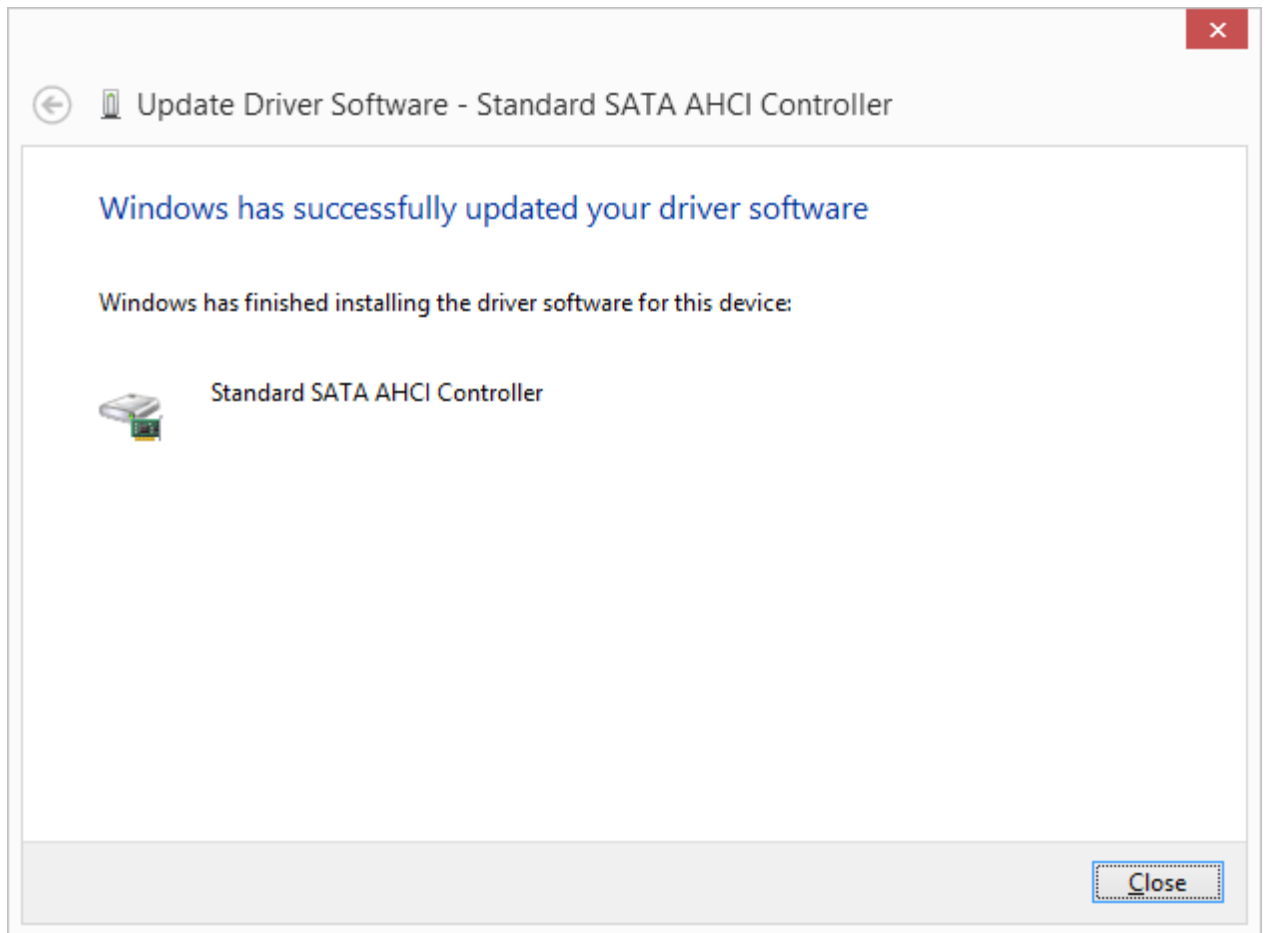 Update Driver Software - Standard SATA AHCI Controller
Windows has successfully updated your driver software
Windows has finished installing the driver software for this device:
Standard SATA AHCI Controller
Close